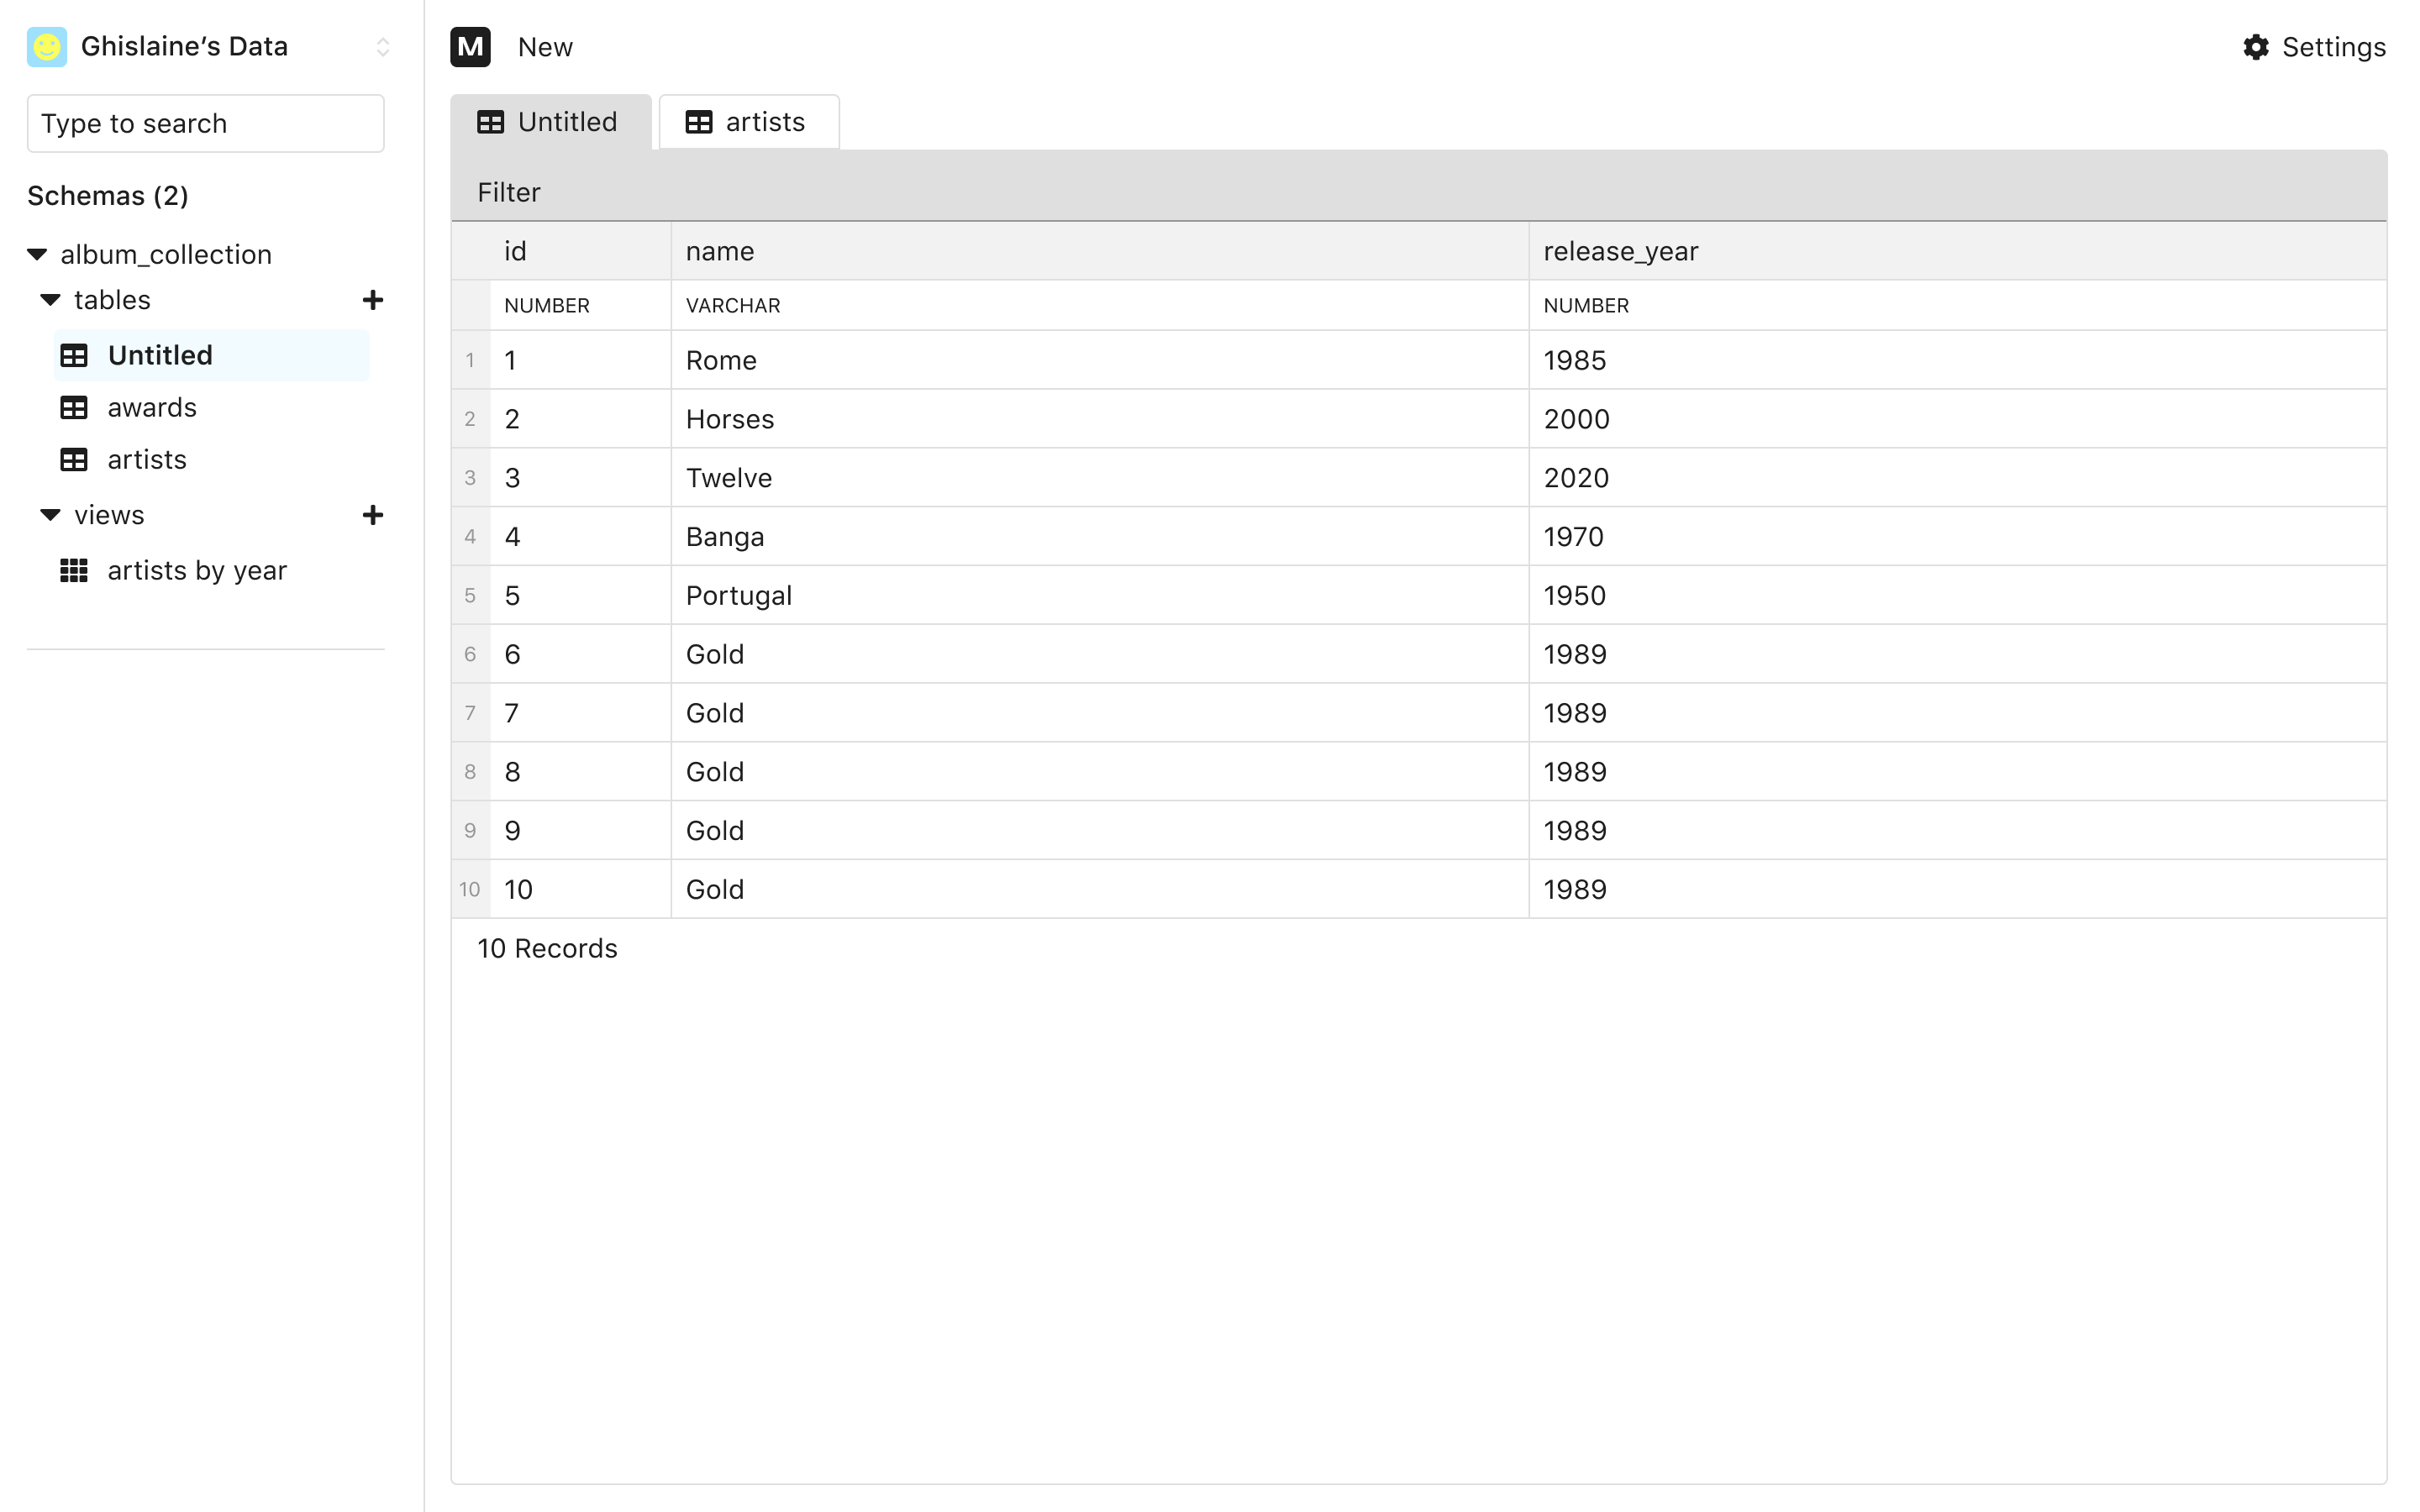 Ghislaine’s Data
Type to search
Schemas (2)
album_collection
tables
Untitled
awards
artists
views
artists by year
M New Settings
Untitled artists
Filter
id name release_year
NUMBER VARCHAR NUMBER
1 1 Rome 1985
2 2 Horses 2000
3 3 Twelve 2020
4 4 Banga 1970
5 5 Portugal 1950
6 6 Gold 1989
7 7 Gold 1989
8 8 Gold 1989
9 9 Gold 1989
10 10 Gold 1989
10 Records